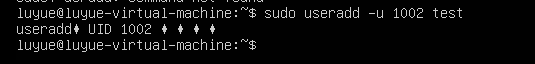 luyue@luyue-virtual-machine:~$ sudo useradd -u 1002 test
useradd♦ UID 1002 ♦ ♦ ♦ ♦
luyue@luyue-virtual-machine:~$